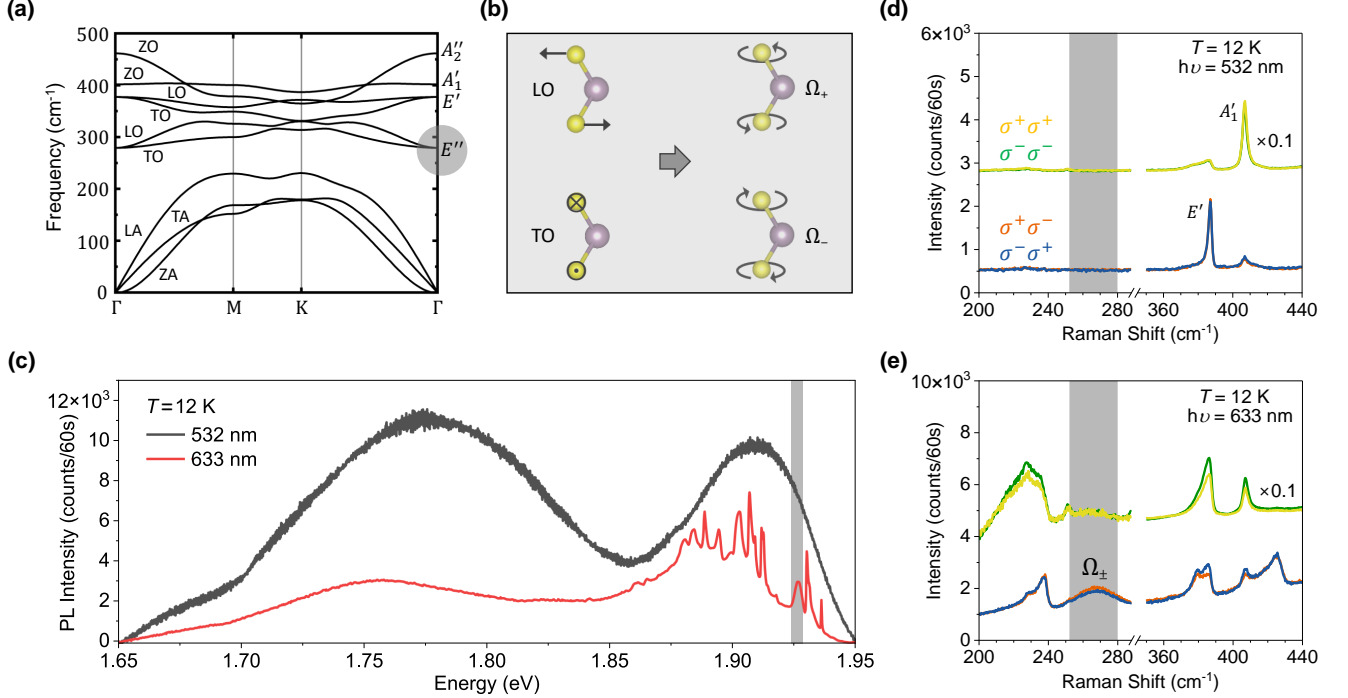 (a)
500
400
300
200
100
0
Frequency (cm⁻¹)
ZO
ZO
LO
TO
LO
TO
LA
TA
ZA
A₂″
A₁′
E′
E″
Γ
M
K
Γ
(b)
LO
Ω₊
TO
Ω₋
(c)
12×10³
10
8
6
4
2
0
PL Intensity (counts/60s)
T = 12 K
532 nm
633 nm
1.65
1.70
1.75
1.80
1.85
1.90
1.95
Energy (eV)
(d)
6×10³
5
4
3
2
1
0
Intensity (counts/60s)
T = 12 K
hυ = 532 nm
A₁′
×0.1
σ⁺σ⁺
σ⁻σ⁻
E′
σ⁺σ⁻
σ⁻σ⁺
200
240
280
360
400
440
Raman Shift (cm⁻¹)
(e)
10×10³
8
6
4
2
0
Intensity (counts/60s)
T = 12 K
hυ = 633 nm
×0.1
Ω±
200
240
280
360
400
440
Raman Shift (cm⁻¹)